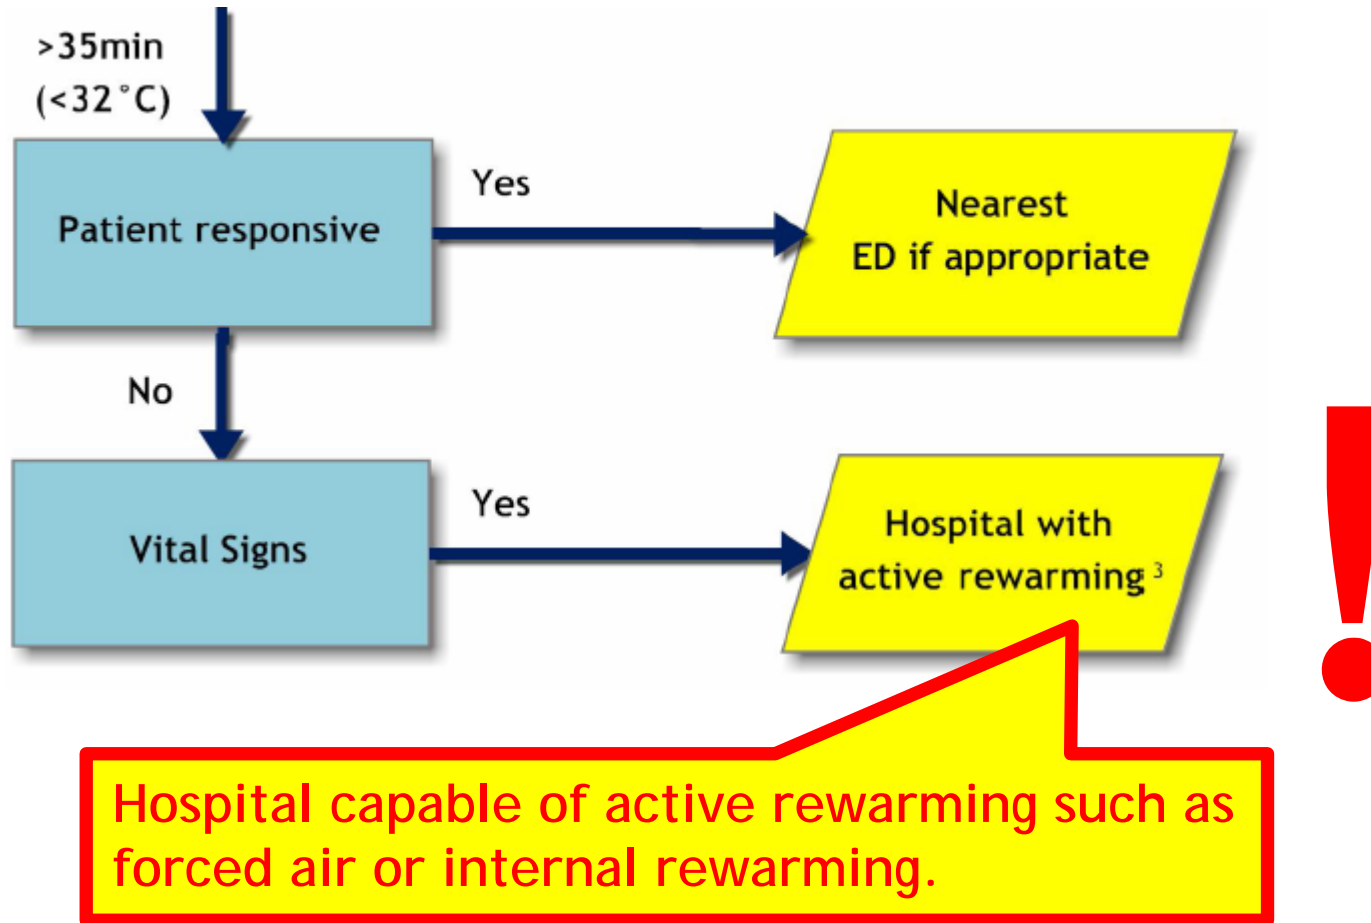 >35min
(<32°C)
Patient responsive
Yes
Nearest
ED if appropriate
No
Vital Signs
Yes
Hospital with
active rewarming ³
!
Hospital capable of active rewarming such as
forced air or internal rewarming.